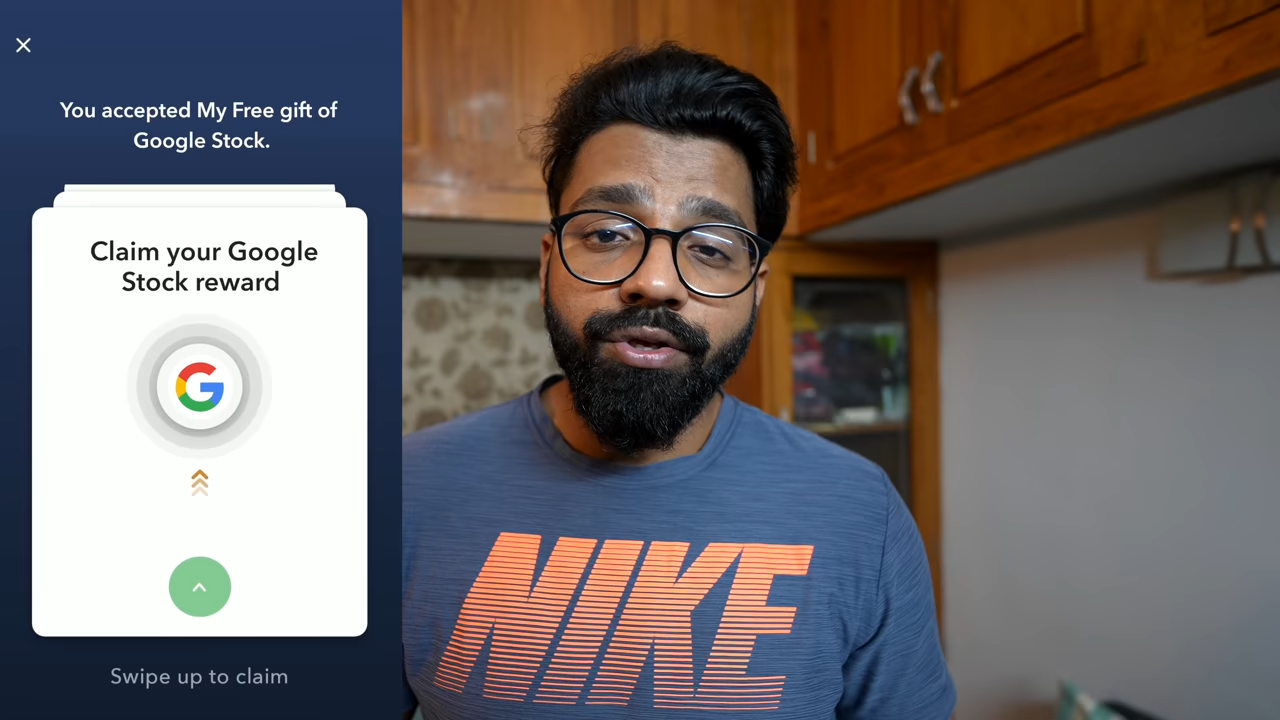 You accepted My Free gift of
Google Stock.
Claim your Google
Stock reward
G
Swipe up to claim
NIKE